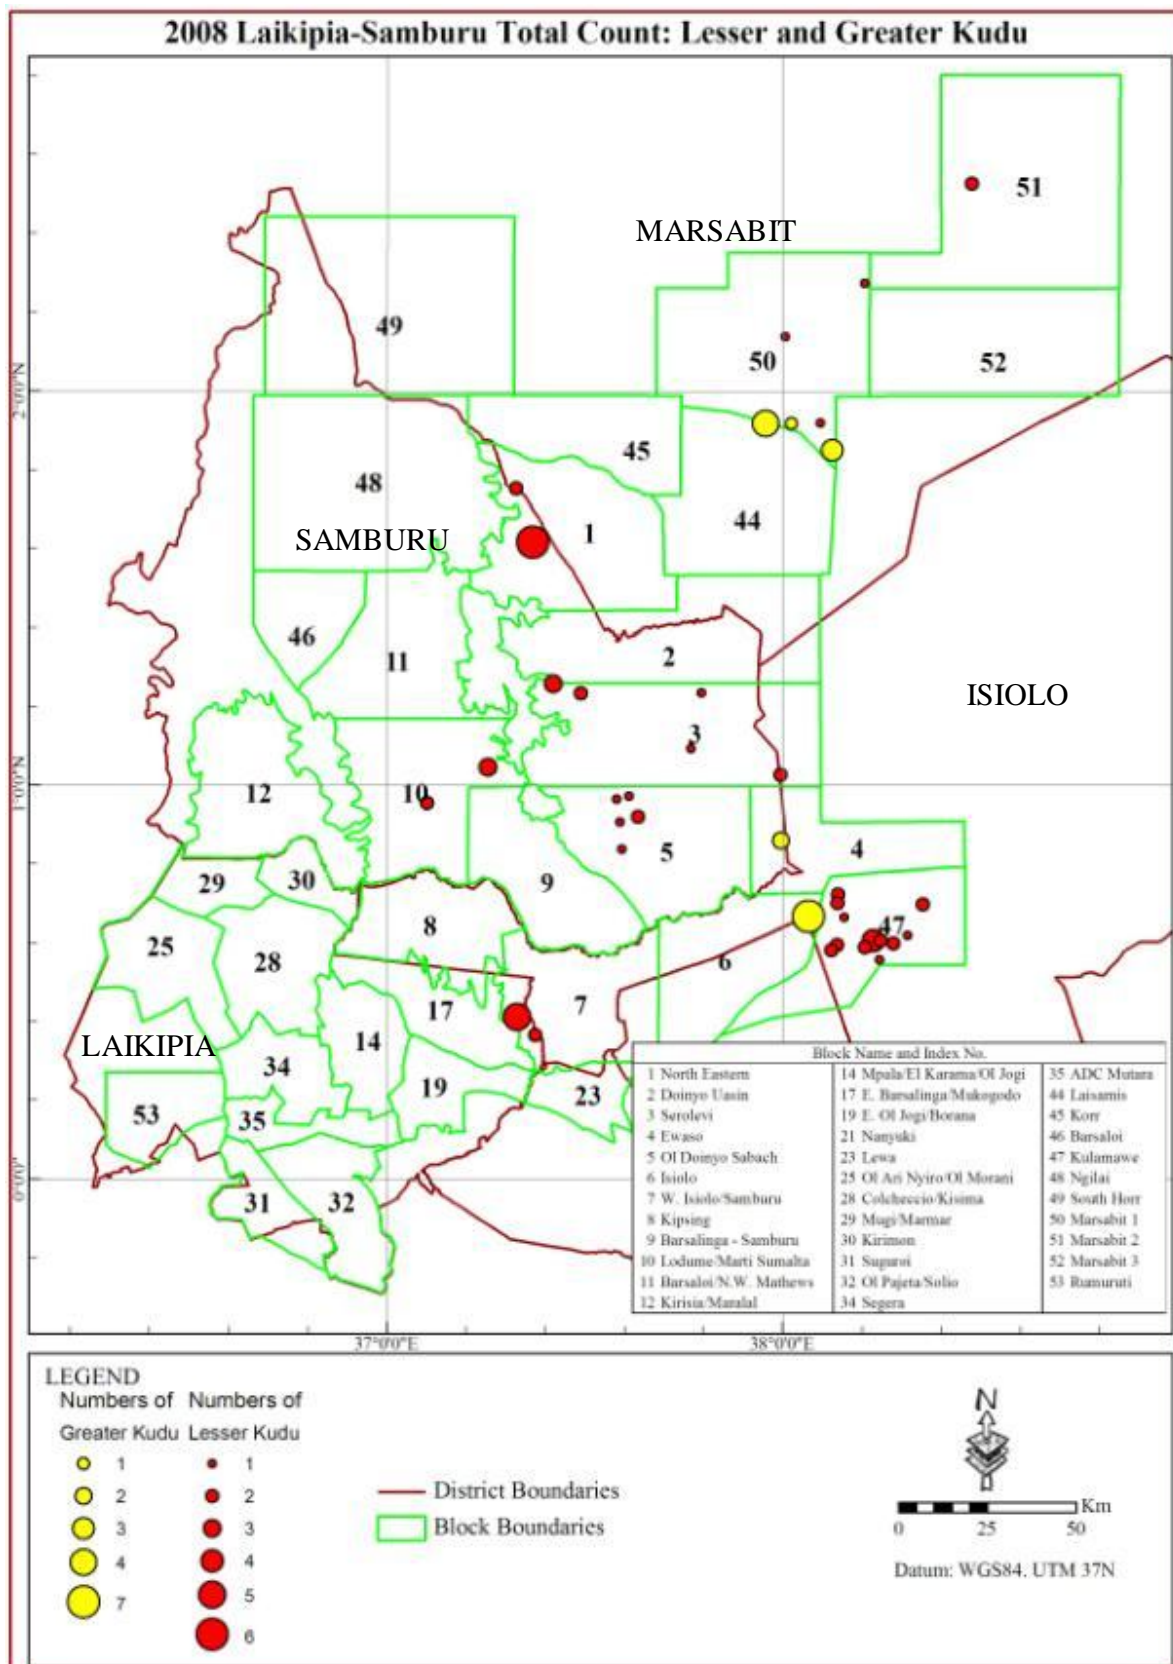 2008 Laikipia-Samburu Total Count: Lesser and Greater Kudu
51
MARSABIT
49
50
52
2°0'0"N
45
48
44
1
SAMBURU
46
11
2
ISIOLO
3
12
10
1°0'0"N
5
4
9
29
30
8
47
25
28
6
17
7
LAIKIPIA
14
34
19
23
53
35
0°0'0"
31
32
Block Name and Index No.
1 North Eastern
2 Doinyo Uasin
3 Serolevi
4 Ewaso
5 Ol Doinyo Sabach
6 Isiolo
7 W. Isiolo/Samburu
8 Kipsing
9 Barsalinga - Samburu
10 Lodume/Marti Sumalta
11 Barsaloi/N.W. Mathews
12 Kirisia/Maralal
14 Mpala/El Karama/Ol Jogi
17 E. Barsalinga/Mukogodo
19 E. Ol Jogi/Borana
21 Nanyuki
23 Lewa
25 Ol Ari Nyiro/Ol Morani
28 Colcheccio/Kisima
29 Mugi/Marmar
30 Kirimon
31 Suguroi
32 Ol Pajeta/Solio
34 Segera
35 ADC Mutara
44 Laisamis
45 Korr
46 Barsaloi
47 Kulamawe
48 Ngilai
49 South Horr
50 Marsabit 1
51 Marsabit 2
52 Marsabit 3
53 Rumuruti
37°0'0"E
38°0'0"E
LEGEND
Numbers of
Greater Kudu
1
2
3
4
7
Numbers of
Lesser Kudu
1
2
3
4
5
6
District Boundaries
Block Boundaries
N
Km
0 25 50
Datum: WGS84. UTM 37N